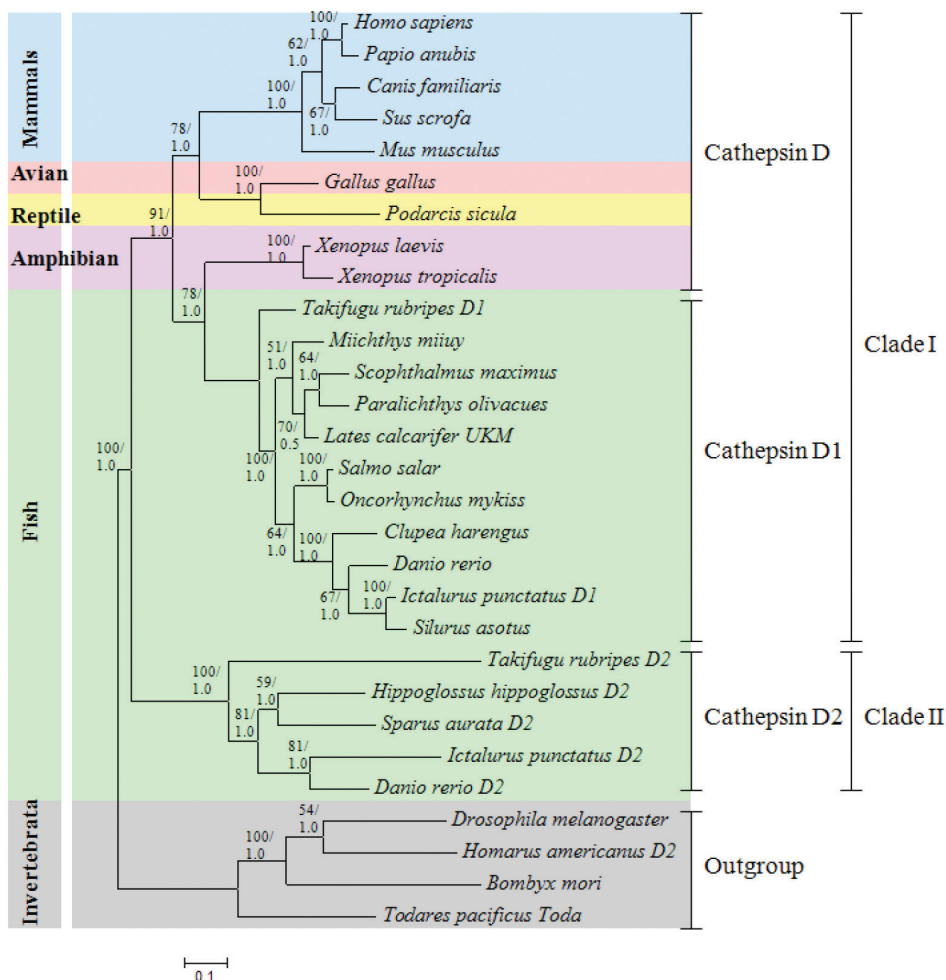 Mammals
Avian
Reptile
Amphibian
Fish
Invertebrata
100/
1.0
Homo sapiens
62/
1.0
Papio anubis
Canis familiaris
100/
1.0
67/
1.0
Sus scrofa
78/
1.0
Mus musculus
100/
1.0
Gallus gallus
Podarcis sicula
91/
1.0
100/
1.0
Xenopus laevis
Xenopus tropicalis
78/
1.0
Takifugu rubripes D1
51/
1.0
Miichthys miiuy
64/
1.0
Scophthalmus maximus
Paralichthys olivacues
70/
0.5
Lates calcarifer UKM
100/
1.0
100/
1.0
100/
1.0
Salmo salar
Oncorhynchus mykiss
64/
1.0
100/
1.0
Clupea harengus
Danio rerio
67/
1.0
100/
1.0
Ictalurus punctatus D1
Silurus asotus
100/
1.0
Takifugu rubripes D2
59/
1.0
Hippoglossus hippoglossus D2
81/
1.0
Sparus aurata D2
81/
1.0
Ictalurus punctatus D2
Danio rerio D2
54/
1.0
Drosophila melanogaster
100/
1.0
Homarus americanus D2
Bombyx mori
Todares pacificus Toda
Cathepsin D
Cathepsin D1
Cathepsin D2
Outgroup
Clade I
Clade II
0.1